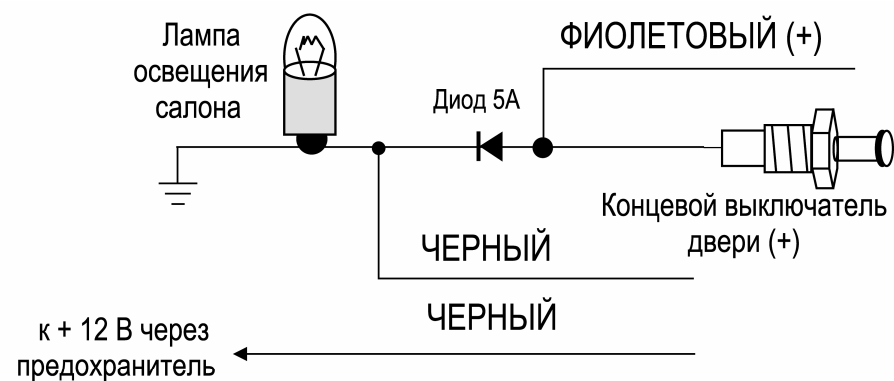 Лампа
освещения
салона
ФИОЛЕТОВЫЙ (+)
Диод 5А
Концевой выключатель
двери (+)
ЧЕРНЫЙ
ЧЕРНЫЙ
к + 12 В через
предохранитель